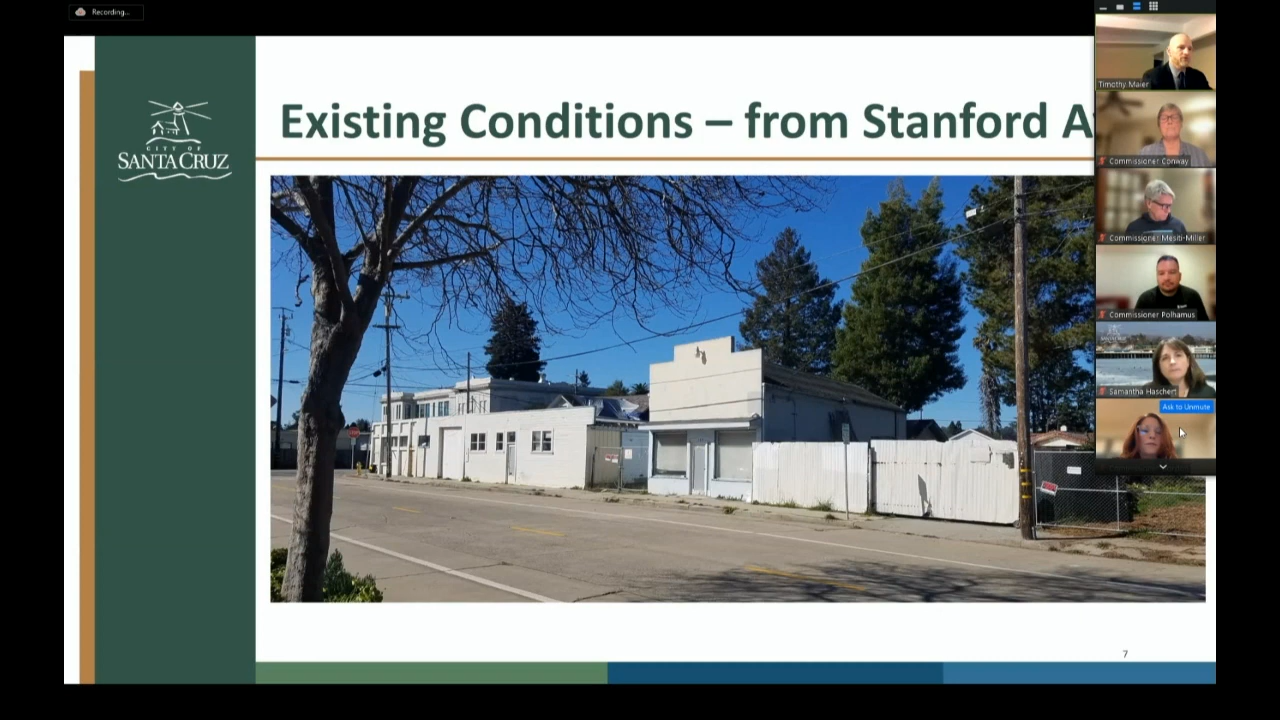 Recording...
Existing Conditions – from Stanford A
CITY OF
SANTA CRUZ
Timothy Maier
Commissioner Conway
Commissioner Mesiti-Miller
Commissioner Polhamus
Samantha Haschert
Ask to Unmute
7